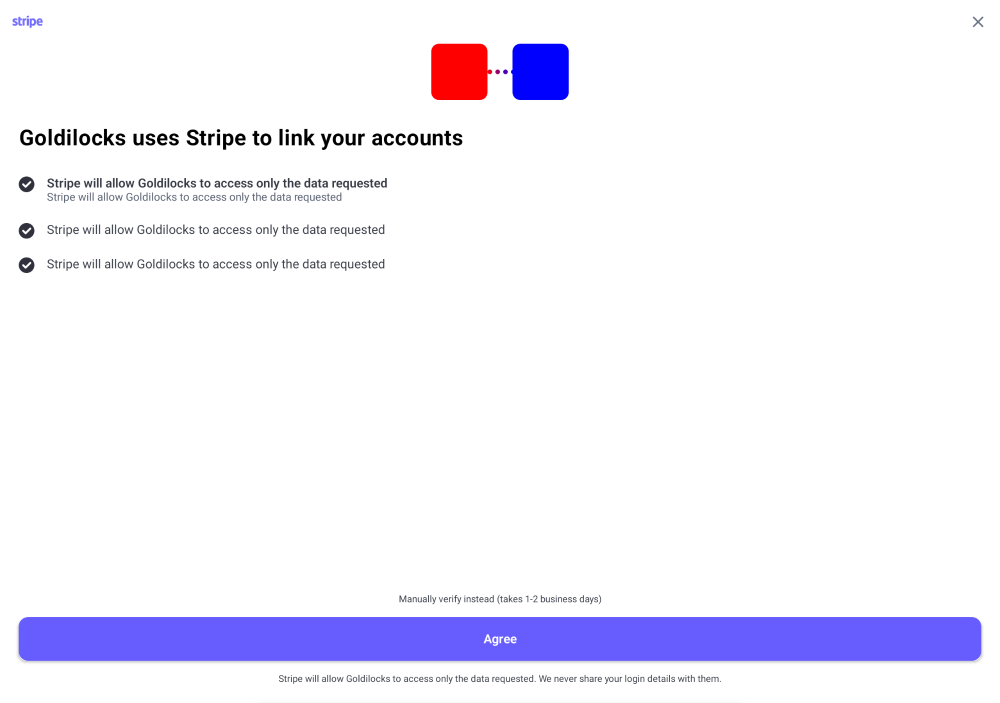 stripe
Goldilocks uses Stripe to link your accounts
Stripe will allow Goldilocks to access only the data requested
Stripe will allow Goldilocks to access only the data requested
Stripe will allow Goldilocks to access only the data requested
Stripe will allow Goldilocks to access only the data requested
Manually verify instead (takes 1-2 business days)
Agree
Stripe will allow Goldilocks to access only the data requested. We never share your login details with them.